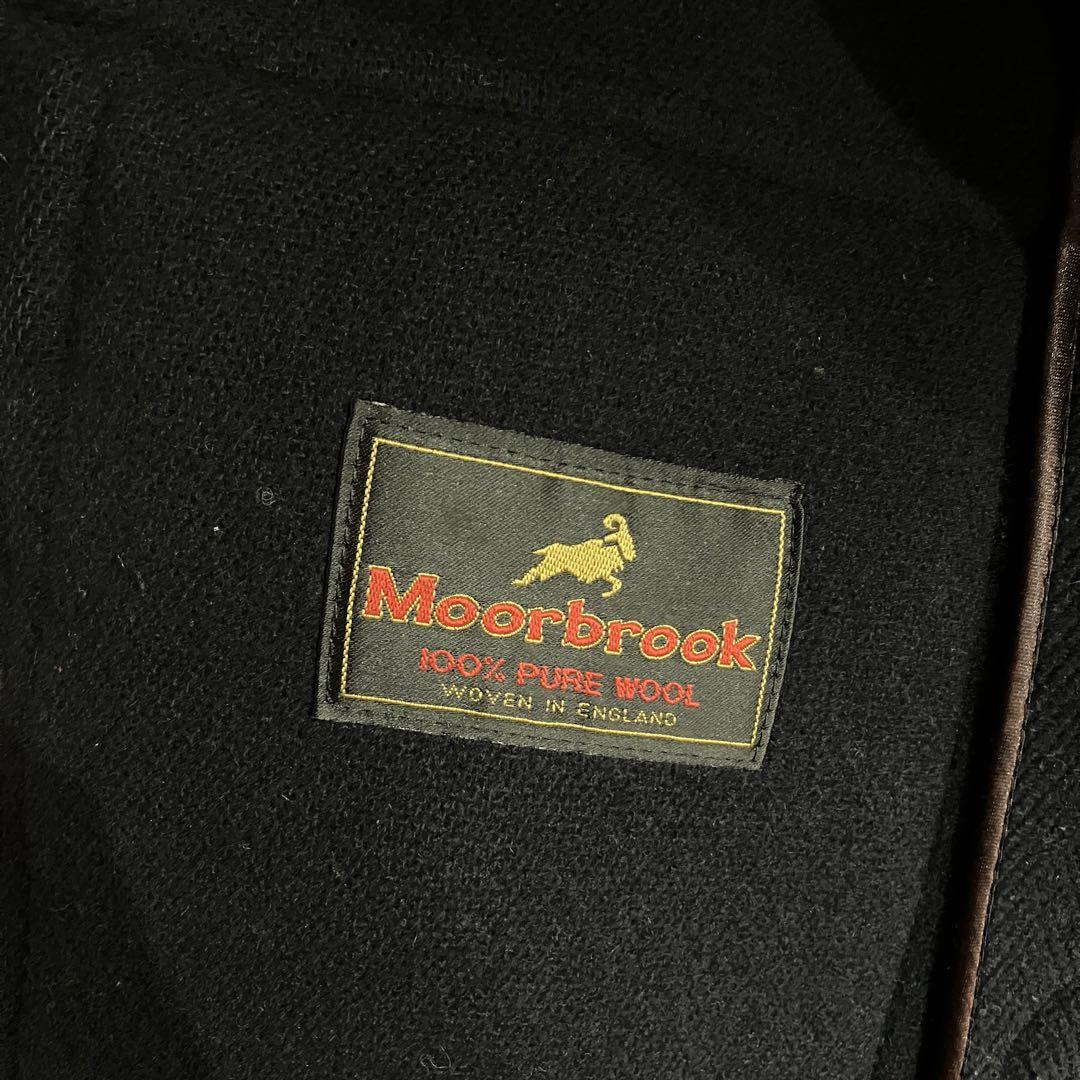 Moorbrook
100% PURE WOOL
WOVEN IN ENGLAND